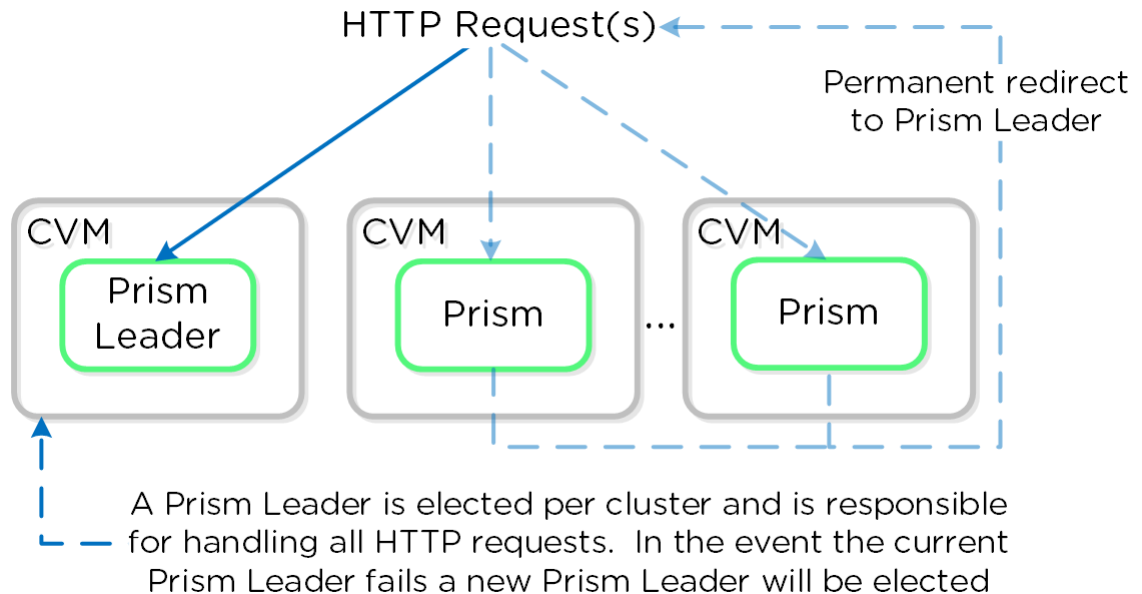 HTTP Request(s)
Permanent redirect
to Prism Leader
CVM
Prism
Leader
CVM
Prism
...
CVM
Prism
A Prism Leader is elected per cluster and is responsible
for handling all HTTP requests.  In the event the current
Prism Leader fails a new Prism Leader will be elected